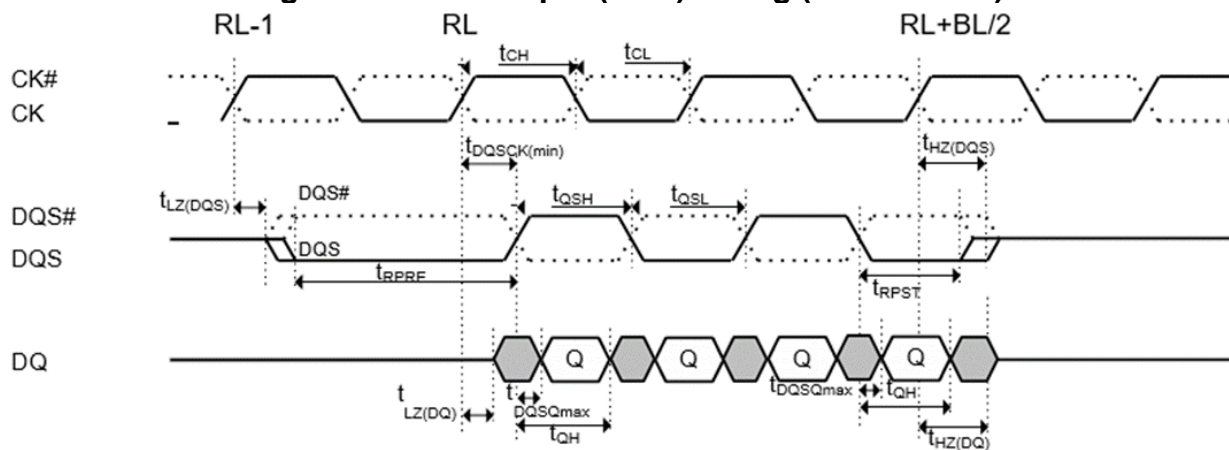 RL-1 RL RL+BL/2
tCH tCL
CK#
CK
tDQSCK(min) tHZ(DQS)
tLZ(DQS) DQS# tQSH tQSL
DQS#
DQS DQS
tRPRE tRPST
DQ Q Q Q Q
tLZ(DQ) tDQSQmax tDQSQmax tQH
tQH tHZ(DQ)